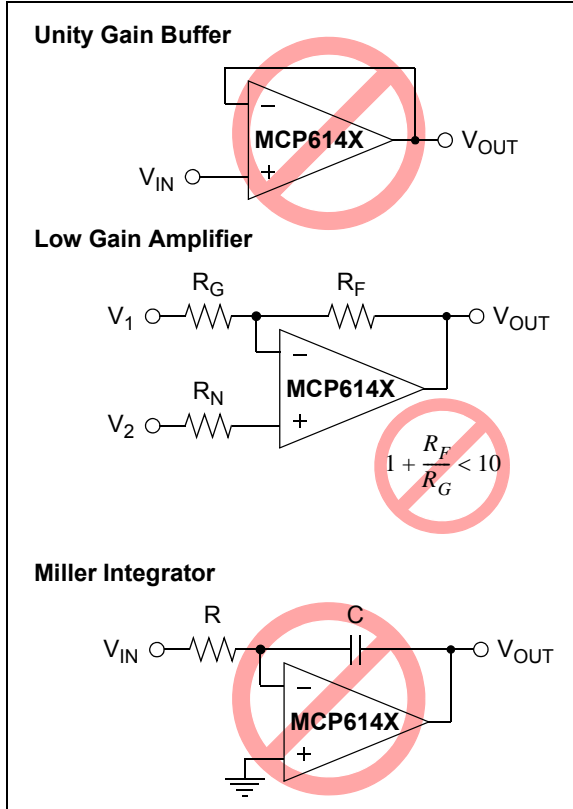 Unity Gain Buffer
−
MCP614X
V_OUT
V_IN
+
Low Gain Amplifier
R_G
R_F
V_1
V_OUT
−
MCP614X
R_N
V_2
+
1 + R_F/R_G < 10
Miller Integrator
R
C
V_IN
V_OUT
−
MCP614X
+